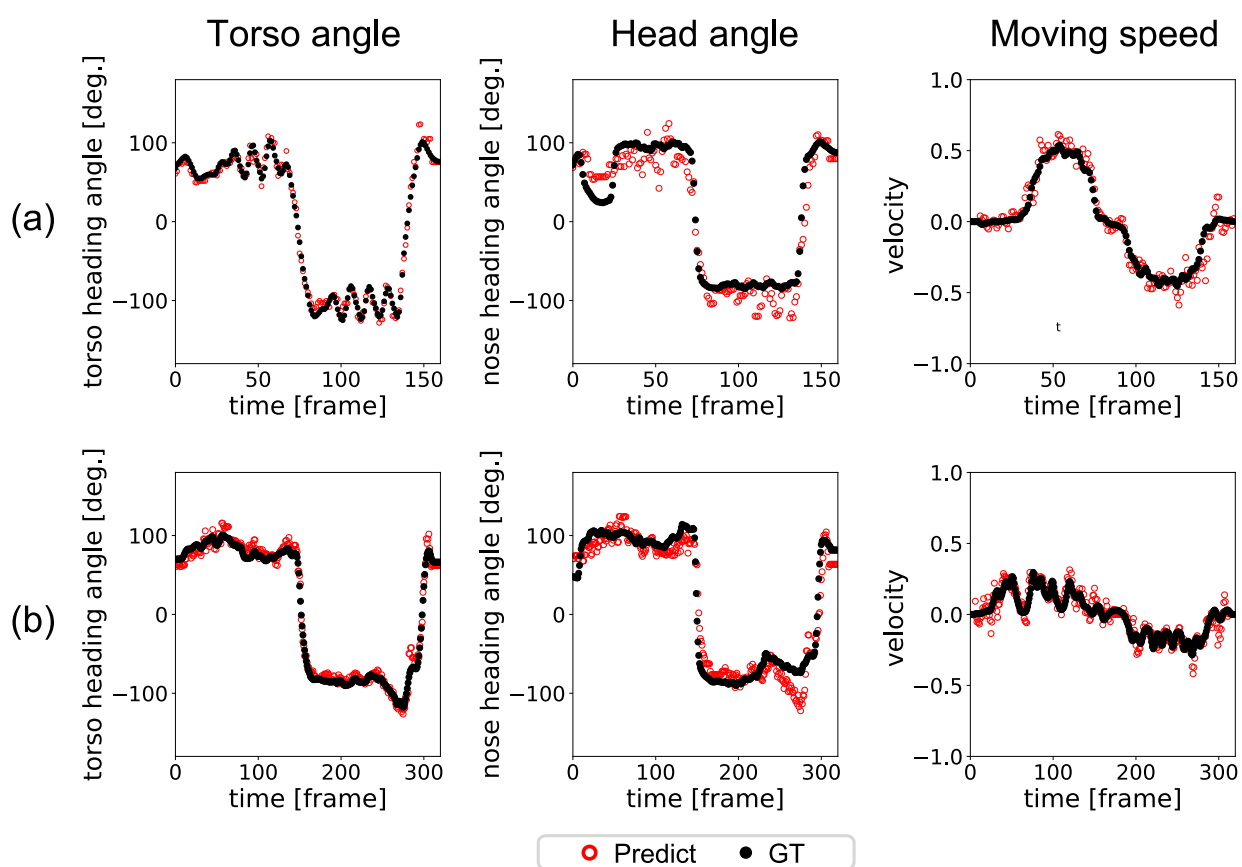 Torso angle Head angle Moving speed
(a)
torso heading angle [deg.]
100
0
−100
0 50 100 150
time [frame]
nose heading angle [deg.]
100
0
−100
0 50 100 150
time [frame]
velocity
1.0
0.5
0.0
−0.5
−1.0
t
0 50 100 150
time [frame]
(b)
torso heading angle [deg.]
100
0
−100
0 100 200 300
time [frame]
nose heading angle [deg.]
100
0
−100
0 100 200 300
time [frame]
velocity
1.0
0.5
0.0
−0.5
−1.0
0 100 200 300
time [frame]
Predict GT